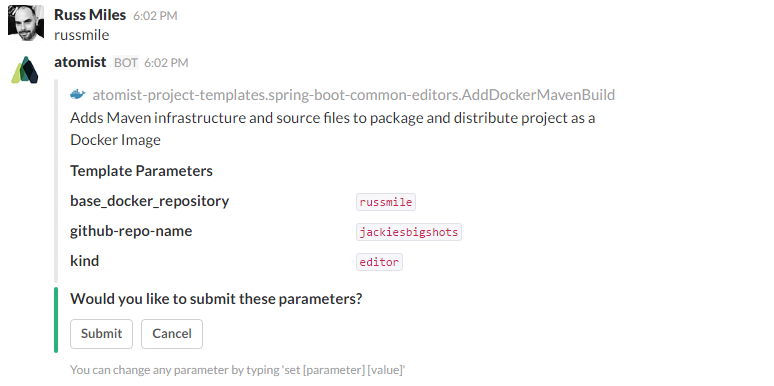 Russ Miles 6:02 PM
russmile
atomist BOT 6:02 PM
atomist-project-templates.spring-boot-common-editors.AddDockerMavenBuild
Adds Maven infrastructure and source files to package and distribute project as a
Docker Image
Template Parameters
base_docker_repository russmile
github-repo-name jackiesbigshots
kind editor
Would you like to submit these parameters?
Submit Cancel
You can change any parameter by typing 'set [parameter] [value]'